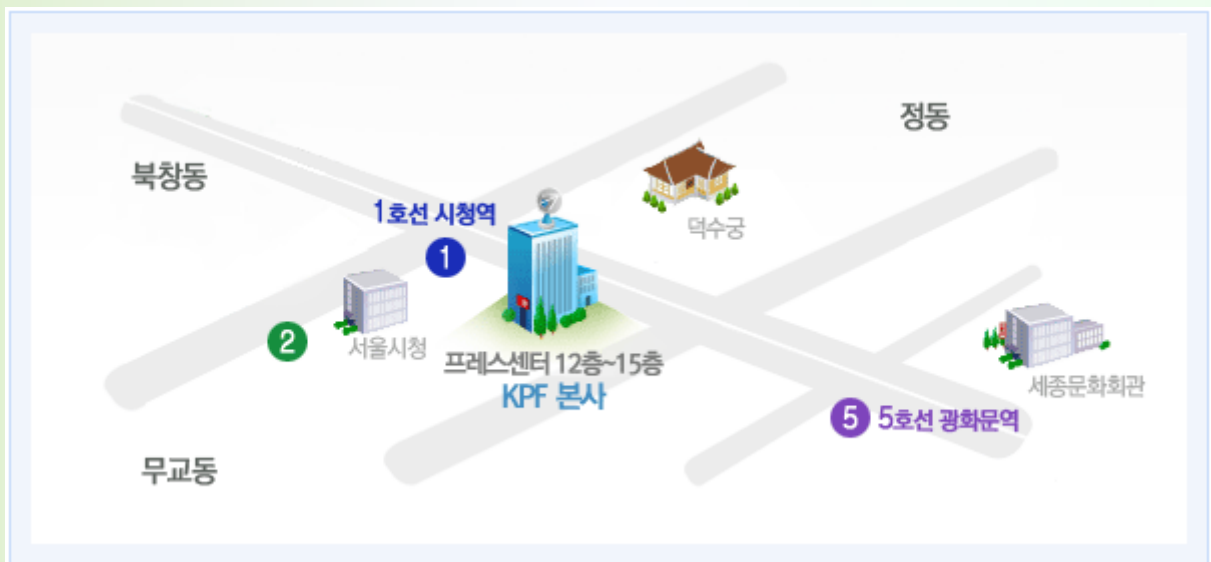 정동
북창동
1호선 시청역
1
덕수궁
2
서울시청
프레스센터 12층~15층
KPF 본사
세종문화회관
5 5호선 광화문역
무교동